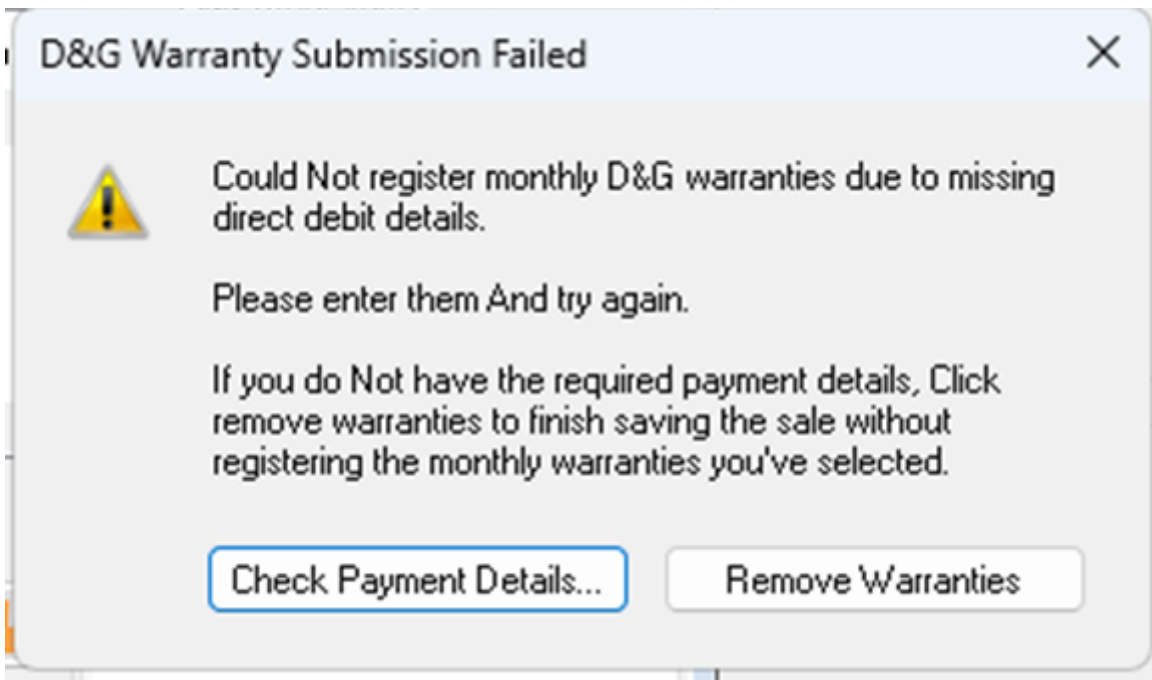 D&G Warranty Submission Failed
Could Not register monthly D&G warranties due to missing
direct debit details.
Please enter them And try again.
If you do Not have the required payment details, Click
remove warranties to finish saving the sale without
registering the monthly warranties you've selected.
Check Payment Details...
Remove Warranties